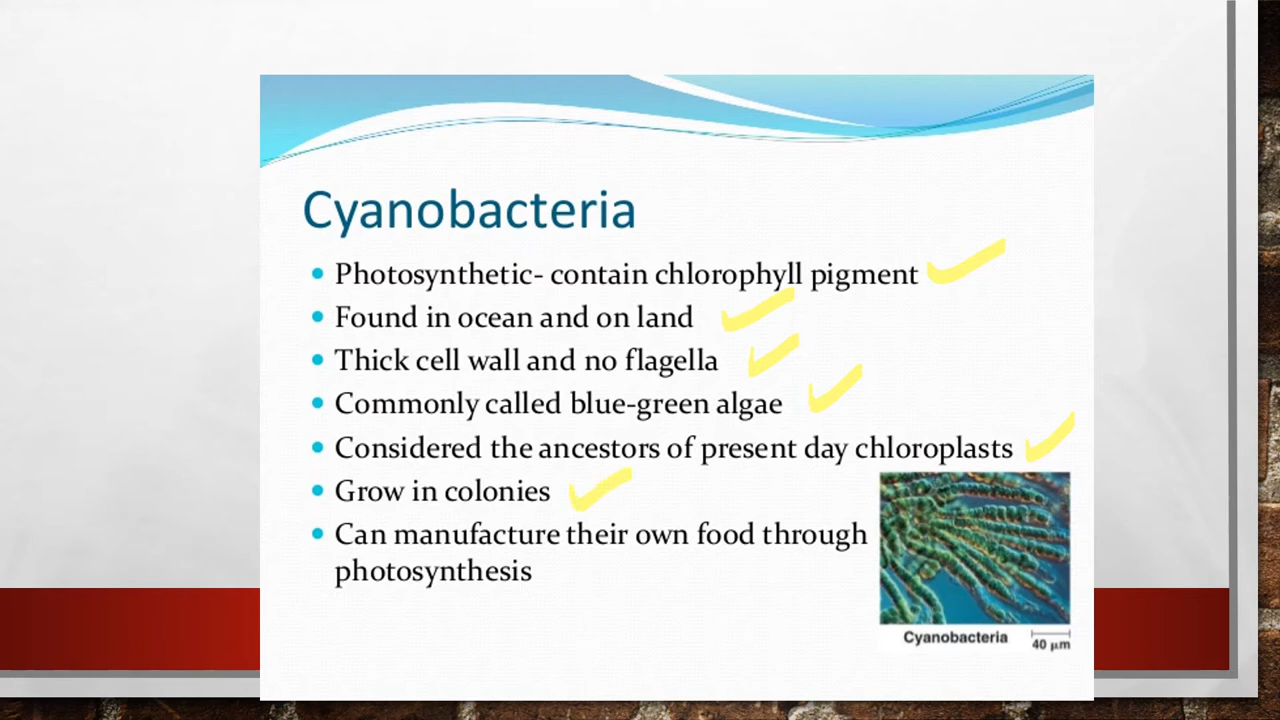 Cyanobacteria
Photosynthetic- contain chlorophyll pigment
Found in ocean and on land
Thick cell wall and no flagella
Commonly called blue-green algae
Considered the ancestors of present day chloroplasts
Grow in colonies
Can manufacture their own food through
photosynthesis
Cyanobacteria
40 μm